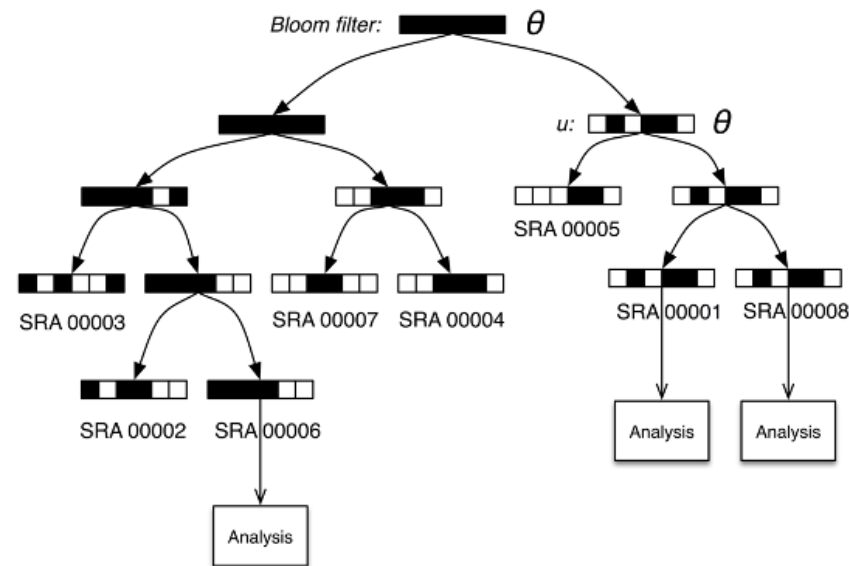 Bloom filter: θ
u: θ
SRA 00005
SRA 00003
SRA 00007
SRA 00004
SRA 00001
SRA 00008
SRA 00002
SRA 00006
Analysis
Analysis
Analysis